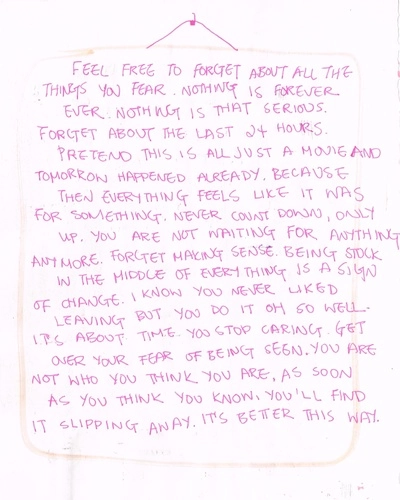 FEEL FREE TO FORGET ABOUT ALL THE
THINGS YOU FEAR. NOTHING IS FOREVER.
EVER. NOTHING IS THAT SERIOUS.
FORGET ABOUT THE LAST 24 HOURS.
PRETEND THIS IS ALL JUST A MOVIE AND
TOMORROW HAPPENED ALREADY. BECAUSE
THEN EVERYTHING FEELS LIKE IT WAS
FOR SOMETHING. NEVER COUNT DOWN, ONLY
UP. YOU ARE NOT WAITING FOR ANYTHING
ANYMORE. FORGET MAKING SENSE. BEING STOCK
IN THE MIDDLE OF EVERYTHING IS A SIGN
OF CHANGE. I KNOW YOU NEVER LIKED
LEAVING BUT YOU DO IT OH SO WELL.
IT'S ABOUT TIME. YOU STOP CARING. GET
OVER YOUR FEAR OF BEING SEEN. YOU ARE
NOT WHO YOU THINK YOU ARE, AS SOON
AS YOU THINK YOU KNOW, YOU'LL FIND
IT SLIPPING AWAY. IT'S BETTER THIS WAY.